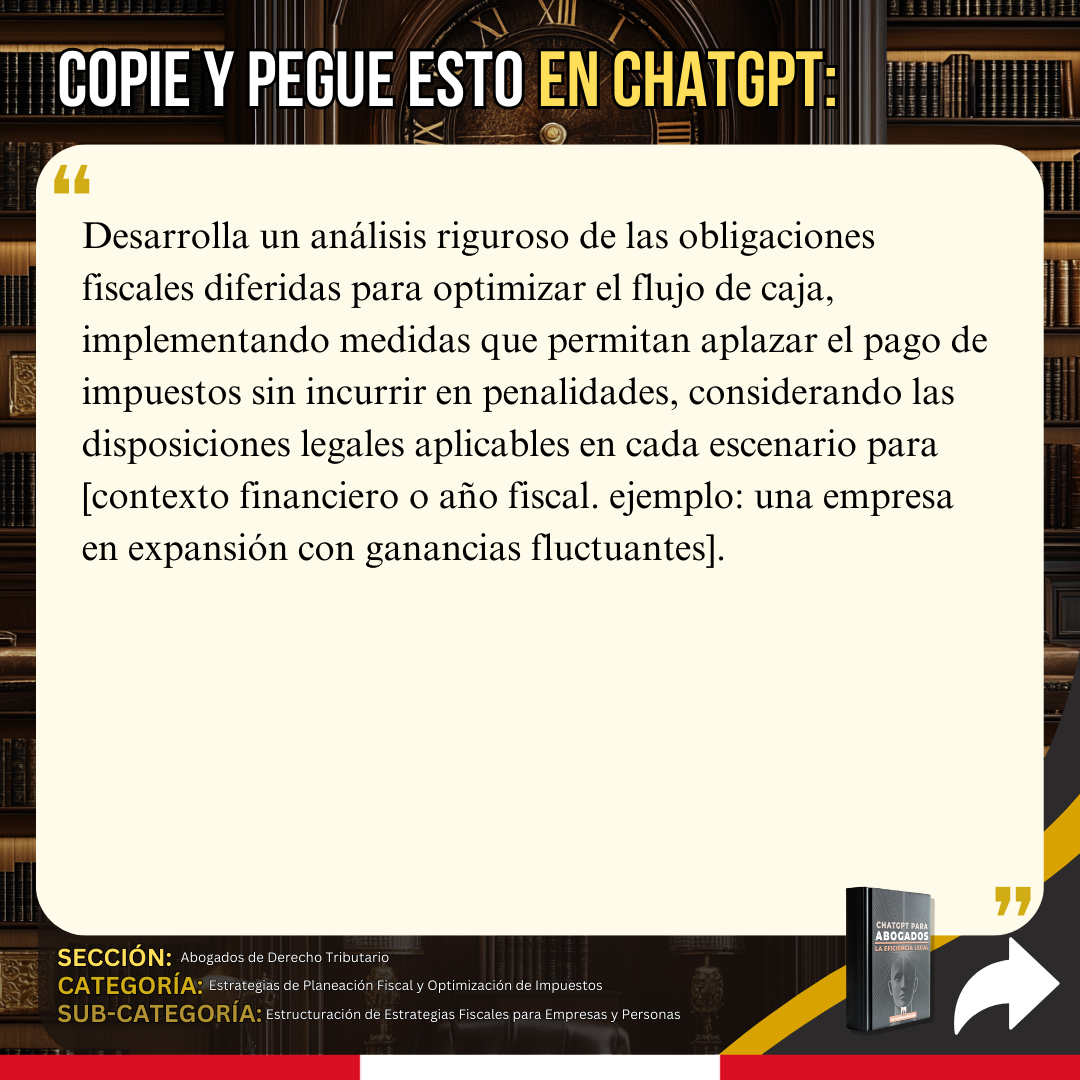 COPIE Y PEGUE ESTO EN CHATGPT:
“
Desarrolla un análisis riguroso de las obligaciones
fiscales diferidas para optimizar el flujo de caja,
implementando medidas que permitan aplazar el pago de
impuestos sin incurrir en penalidades, considerando las
disposiciones legales aplicables en cada escenario para
[contexto financiero o año fiscal. ejemplo: una empresa
en expansión con ganancias fluctuantes].
”
CHATGPT PARA
ABOGADOS
LA EFICIENCIA LEGAL
SECCIÓN: Abogados de Derecho Tributario
CATEGORÍA: Estrategias de Planeación Fiscal y Optimización de Impuestos
SUB-CATEGORÍA: Estructuración de Estrategias Fiscales para Empresas y Personas